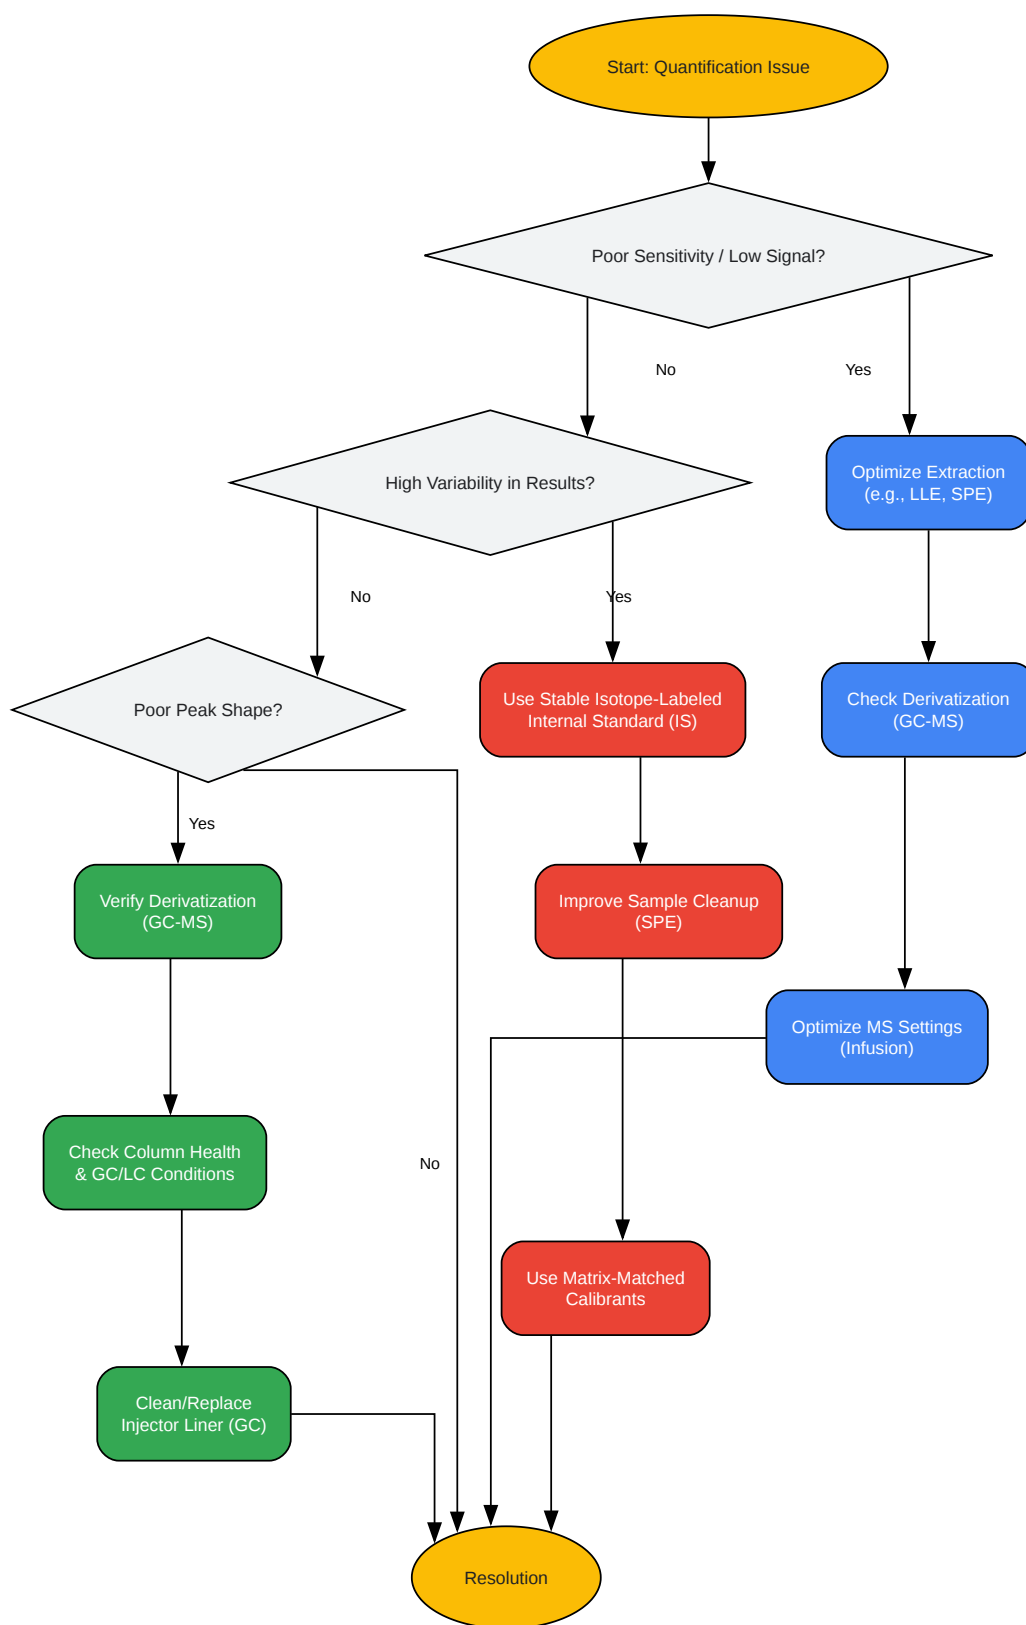 Start: Quantification Issue
Poor Sensitivity / Low Signal?
No
Yes
High Variability in Results?
Optimize Extraction
(e.g., LLE, SPE)
No
Yes
Poor Peak Shape?
Use Stable Isotope-Labeled
Internal Standard (IS)
Check Derivatization
(GC-MS)
Yes
Verify Derivatization
(GC-MS)
Improve Sample Cleanup
(SPE)
Optimize MS Settings
(Infusion)
Check Column Health
& GC/LC Conditions
No
Use Matrix-Matched
Calibrants
Clean/Replace
Injector Liner (GC)
Resolution